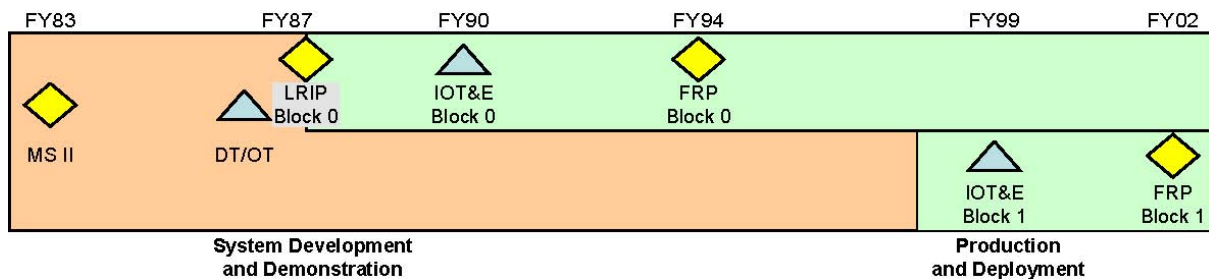 FY83 FY87 FY90 FY94 FY99 FY02
LRIP
Block 0
IOT&E
Block 0
FRP
Block 0
MS II
DT/OT
IOT&E
Block 1
FRP
Block 1
System Development
and Demonstration
Production
and Deployment